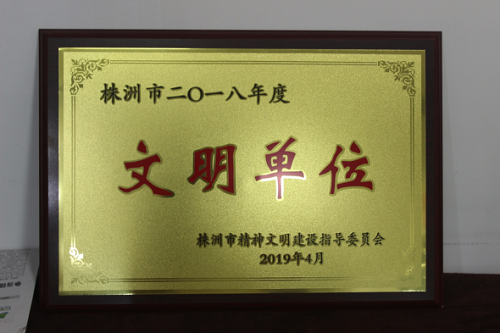 株洲市二〇一八年度
文明单位
株洲市精神文明建设指导委员会
2019年4月